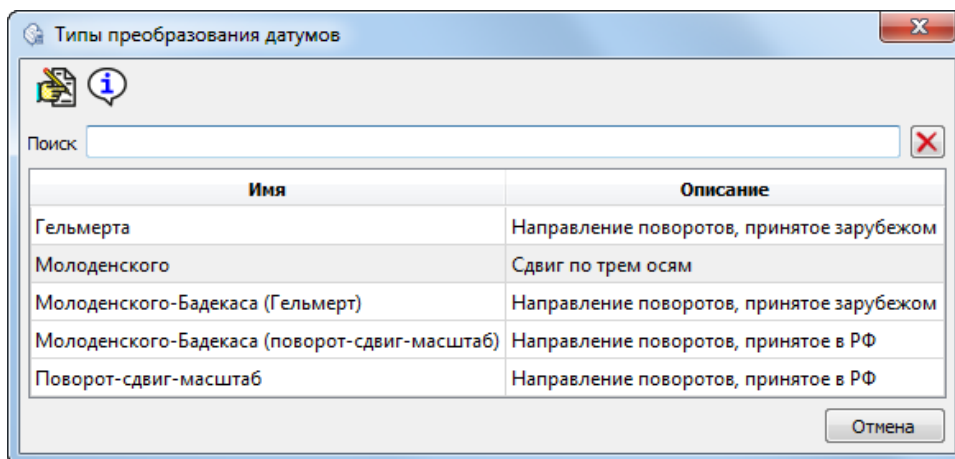 Типы преобразования датумов
Поиск
Имя Описание
Гельмерта Направление поворотов, принятое зарубежом
Молоденского Сдвиг по трем осям
Молоденского-Бадекаса (Гельмерт) Направление поворотов, принятое зарубежом
Молоденского-Бадекаса (поворот-сдвиг-масштаб) Направление поворотов, принятое в РФ
Поворот-сдвиг-масштаб Направление поворотов, принятое в РФ
Отмена